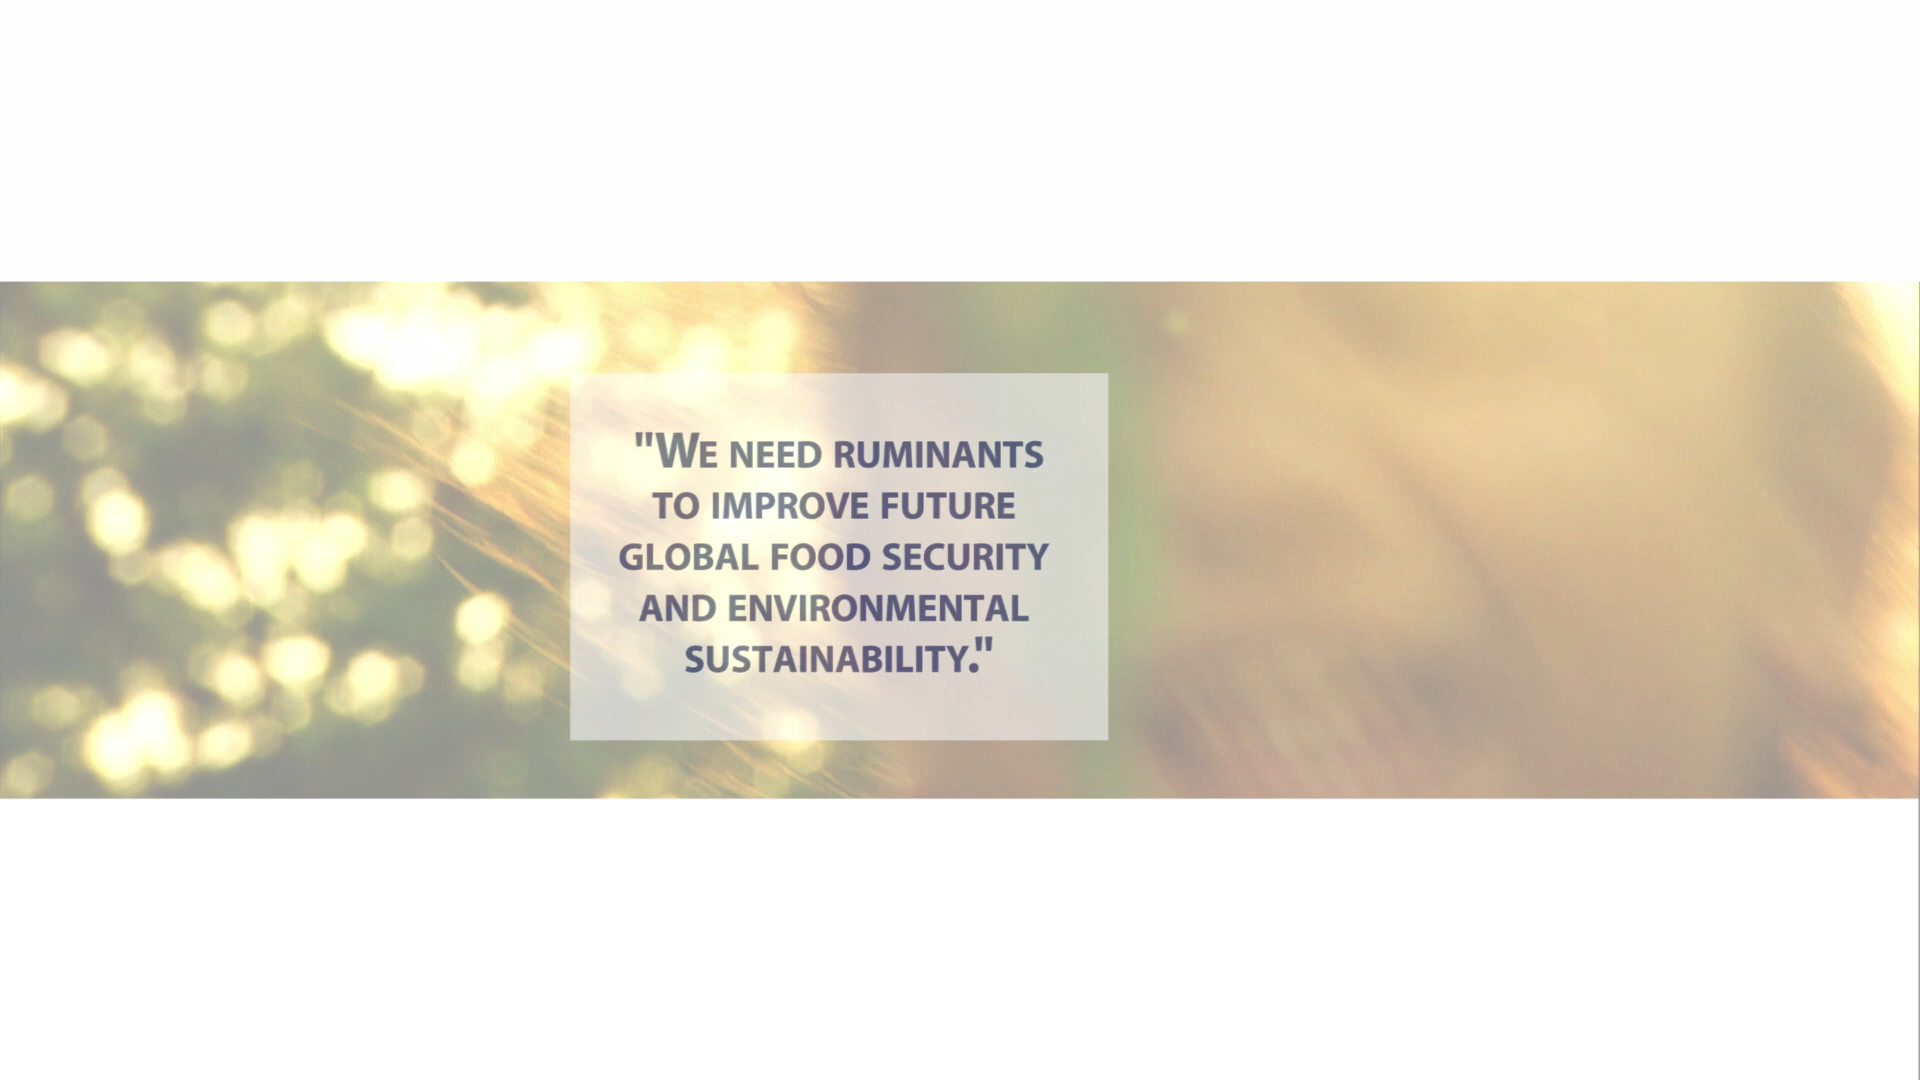 "We need ruminants
to improve future
global food security
and environmental
sustainability."